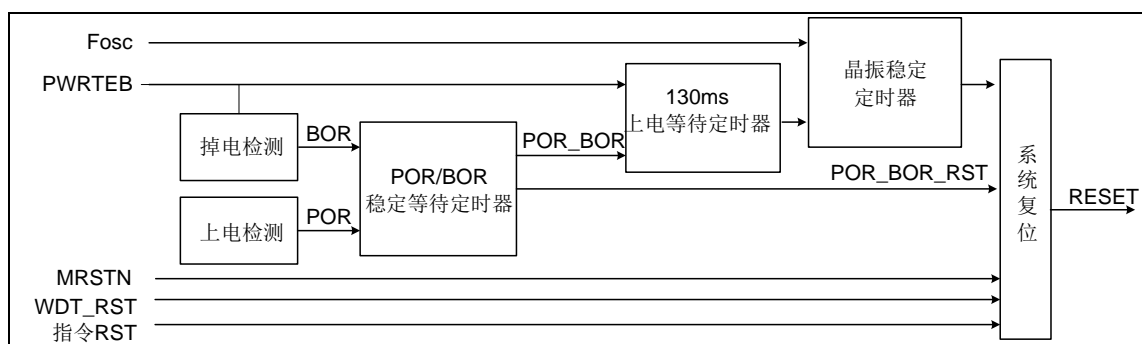 Fosc
PWRTEB
掉电检测
BOR
上电检测
POR
POR/BOR
稳定等待定时器
POR_BOR
130ms
上电等待定时器
晶振稳定
定时器
POR_BOR_RST
系统复位
RESET
MRSTN
WDT_RST
指令RST